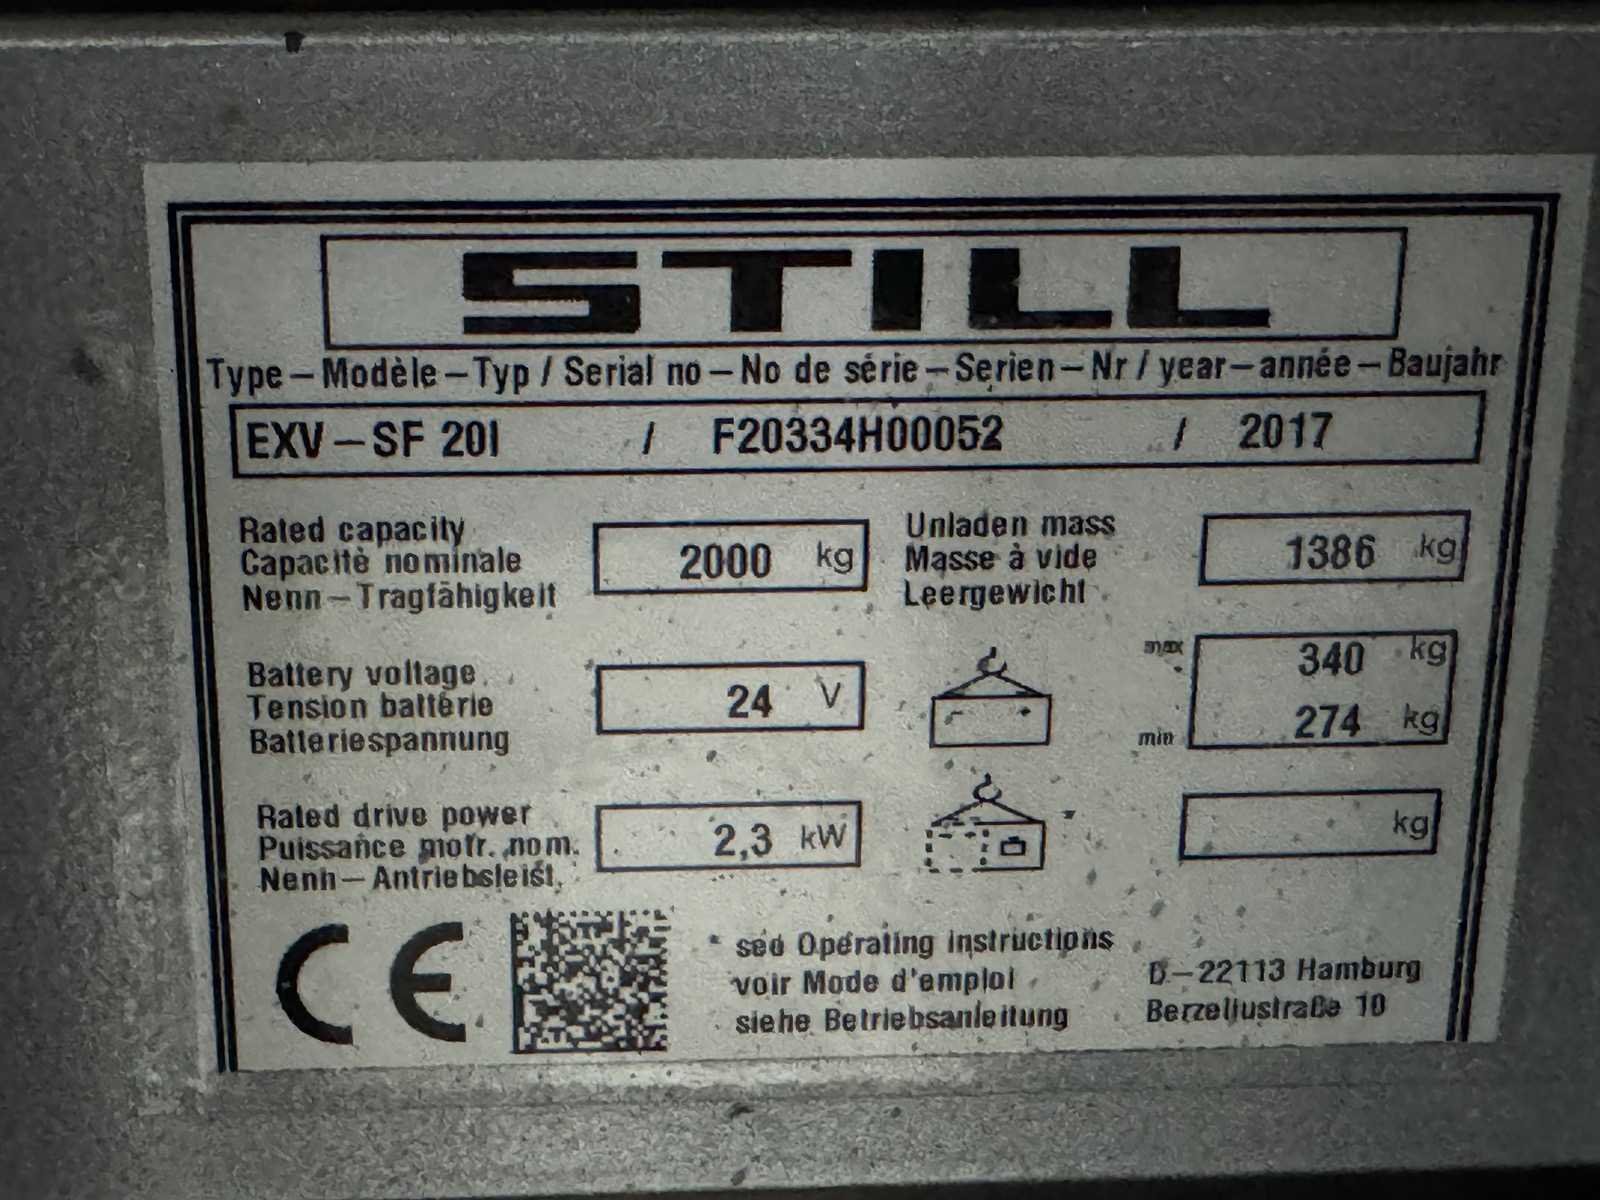 STILL
Type – Modèle – Typ / Serial no – No de série – Serien – Nr / year – année – Baujahr
EXV – SF 20I / F20334H00052 / 2017
Rated capacity
Capacité nominale
Nenn – Tragfähigkeit
2000 kg
Unladen mass
Masse à vide
Leergewicht
1386 kg
Battery voltage
Tension batterie
Batteriespannung
24 V
max 340 kg
min 274 kg
Rated drive power
Puissance motr. nom.
Nenn – Antriebsleist.
2,3 kW
*
kg
CE
* see Operating instructions
voir Mode d'emploi
siehe Betriebsanleitung
D – 22113 Hamburg
Berzeliusstraße 10